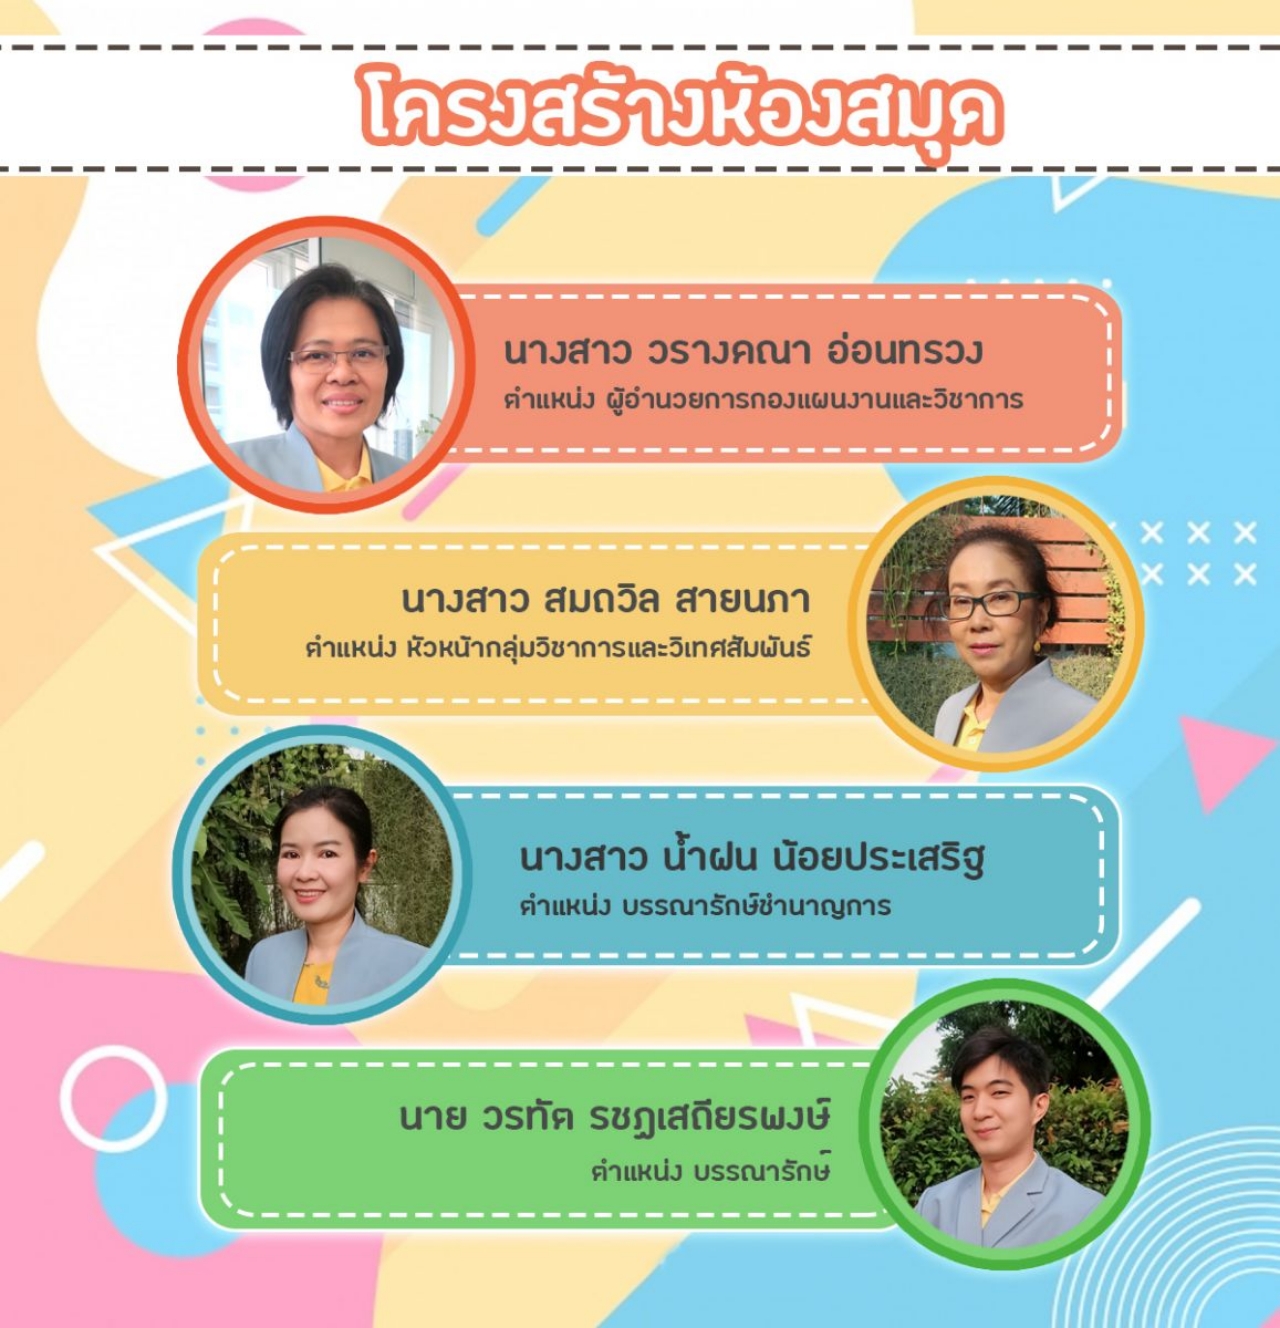 โครงสร้างห้องสมุด
นางสาว วรางคณา อ่อนทรวง
ตำแหน่ง ผู้อำนวยการกองแผนงานและวิชาการ
นางสาว สมถวิล สายนภา
ตำแหน่ง หัวหน้ากลุ่มวิชาการและวิเทศสัมพันธ์
นางสาว น้ำฝน น้อยประเสริฐ
ตำแหน่ง บรรณารักษ์ชำนาญการ
นาย วรทัต รชฏเสถียรพงษ์
ตำแหน่ง บรรณารักษ์